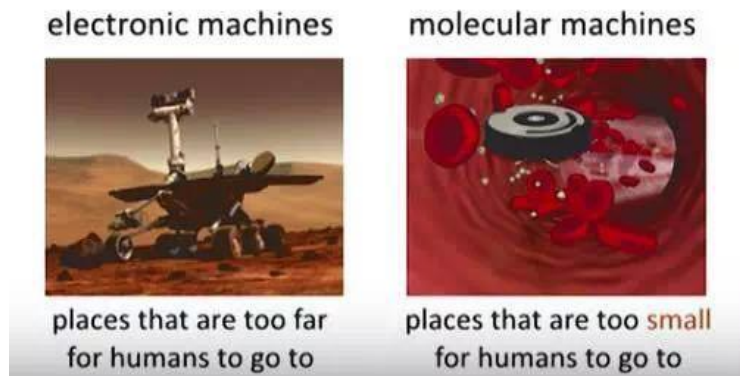 electronic machines
molecular machines
places that are too far
for humans to go to
places that are too small
for humans to go to